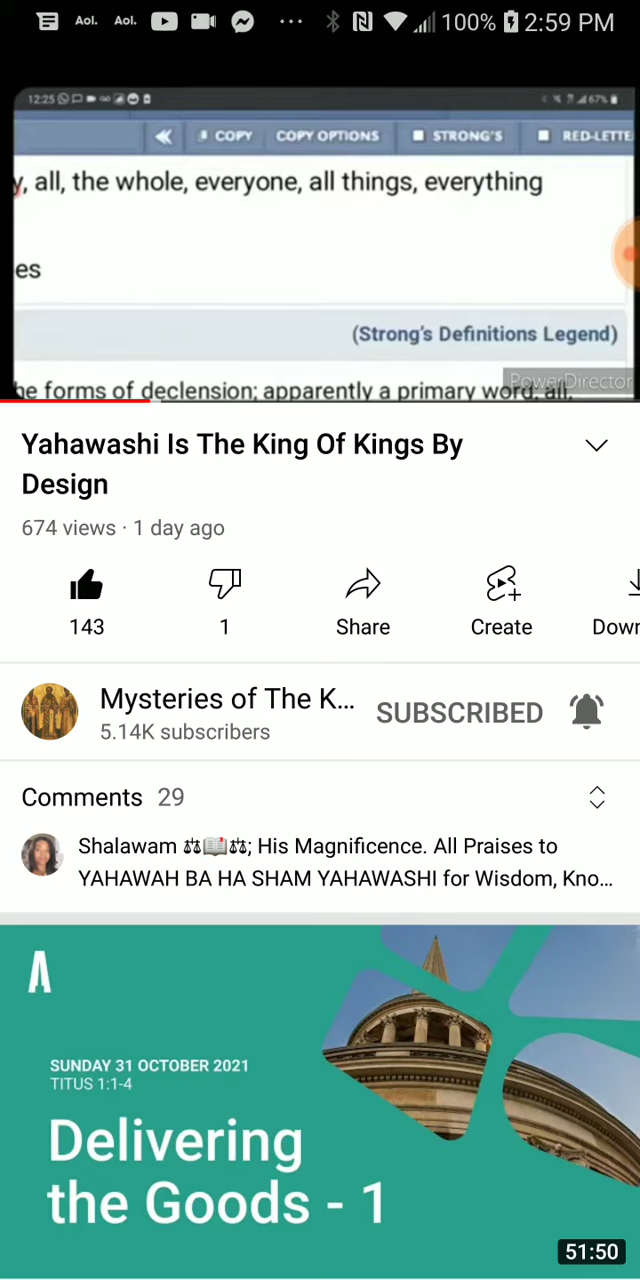 Aol. Aol. ... 100% 2:59 PM
12:25 67%
COPY COPY OPTIONS STRONG'S RED-LETTE
y, all, the whole, everyone, all things, everything
es
(Strong's Definitions Legend)
he forms of declension; apparently a primary word; all,
PowerDirector
Yahawashi Is The King Of Kings By
Design
674 views · 1 day ago
143 1 Share Create Down
Mysteries of The K... SUBSCRIBED
5.14K subscribers
Comments 29
Shalawam ⚖️📖⚖️; His Magnificence. All Praises to
YAHAWAH BA HA SHAM YAHAWASHI for Wisdom, Kno...
A
SUNDAY 31 OCTOBER 2021
TITUS 1:1-4
Delivering
the Goods - 1
51:50